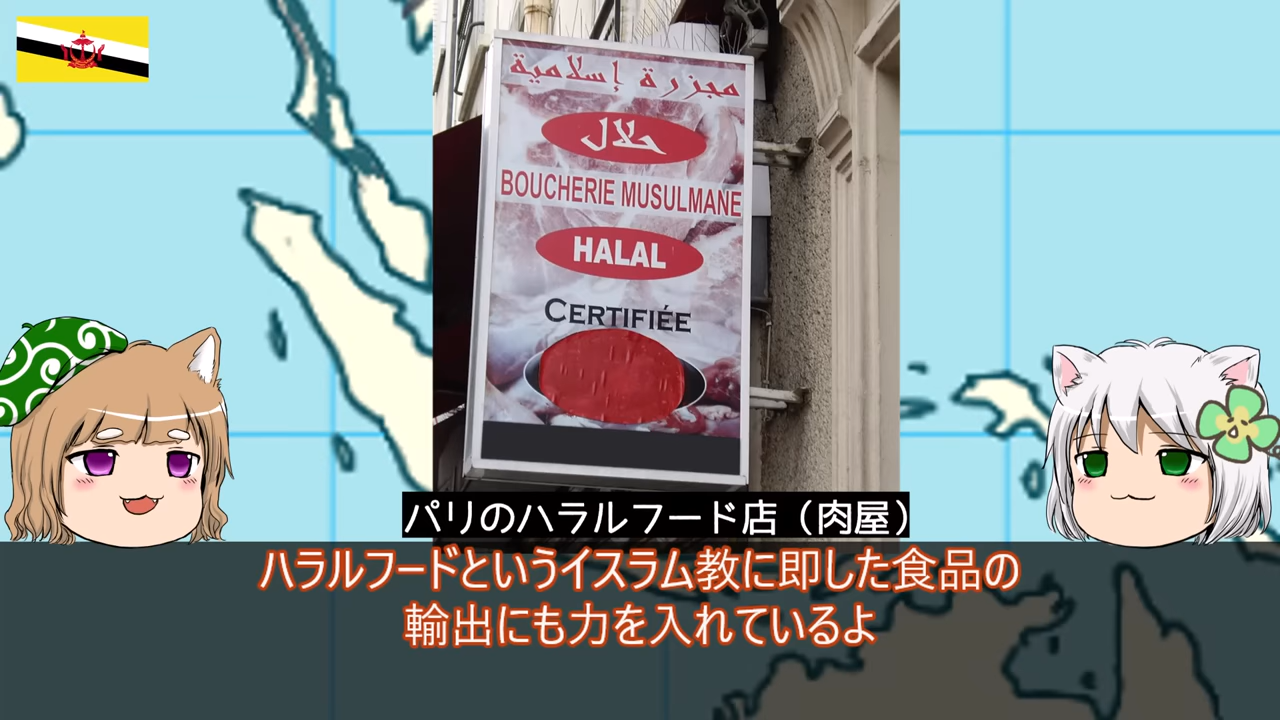 مجزرة إسلامية
حلال
BOUCHERIE MUSULMANE
HALAL
CERTIFIÉE
パリのハラルフード店（肉屋）
ハラルフードというイスラム教に即した食品の
輸出にも力を入れているよ